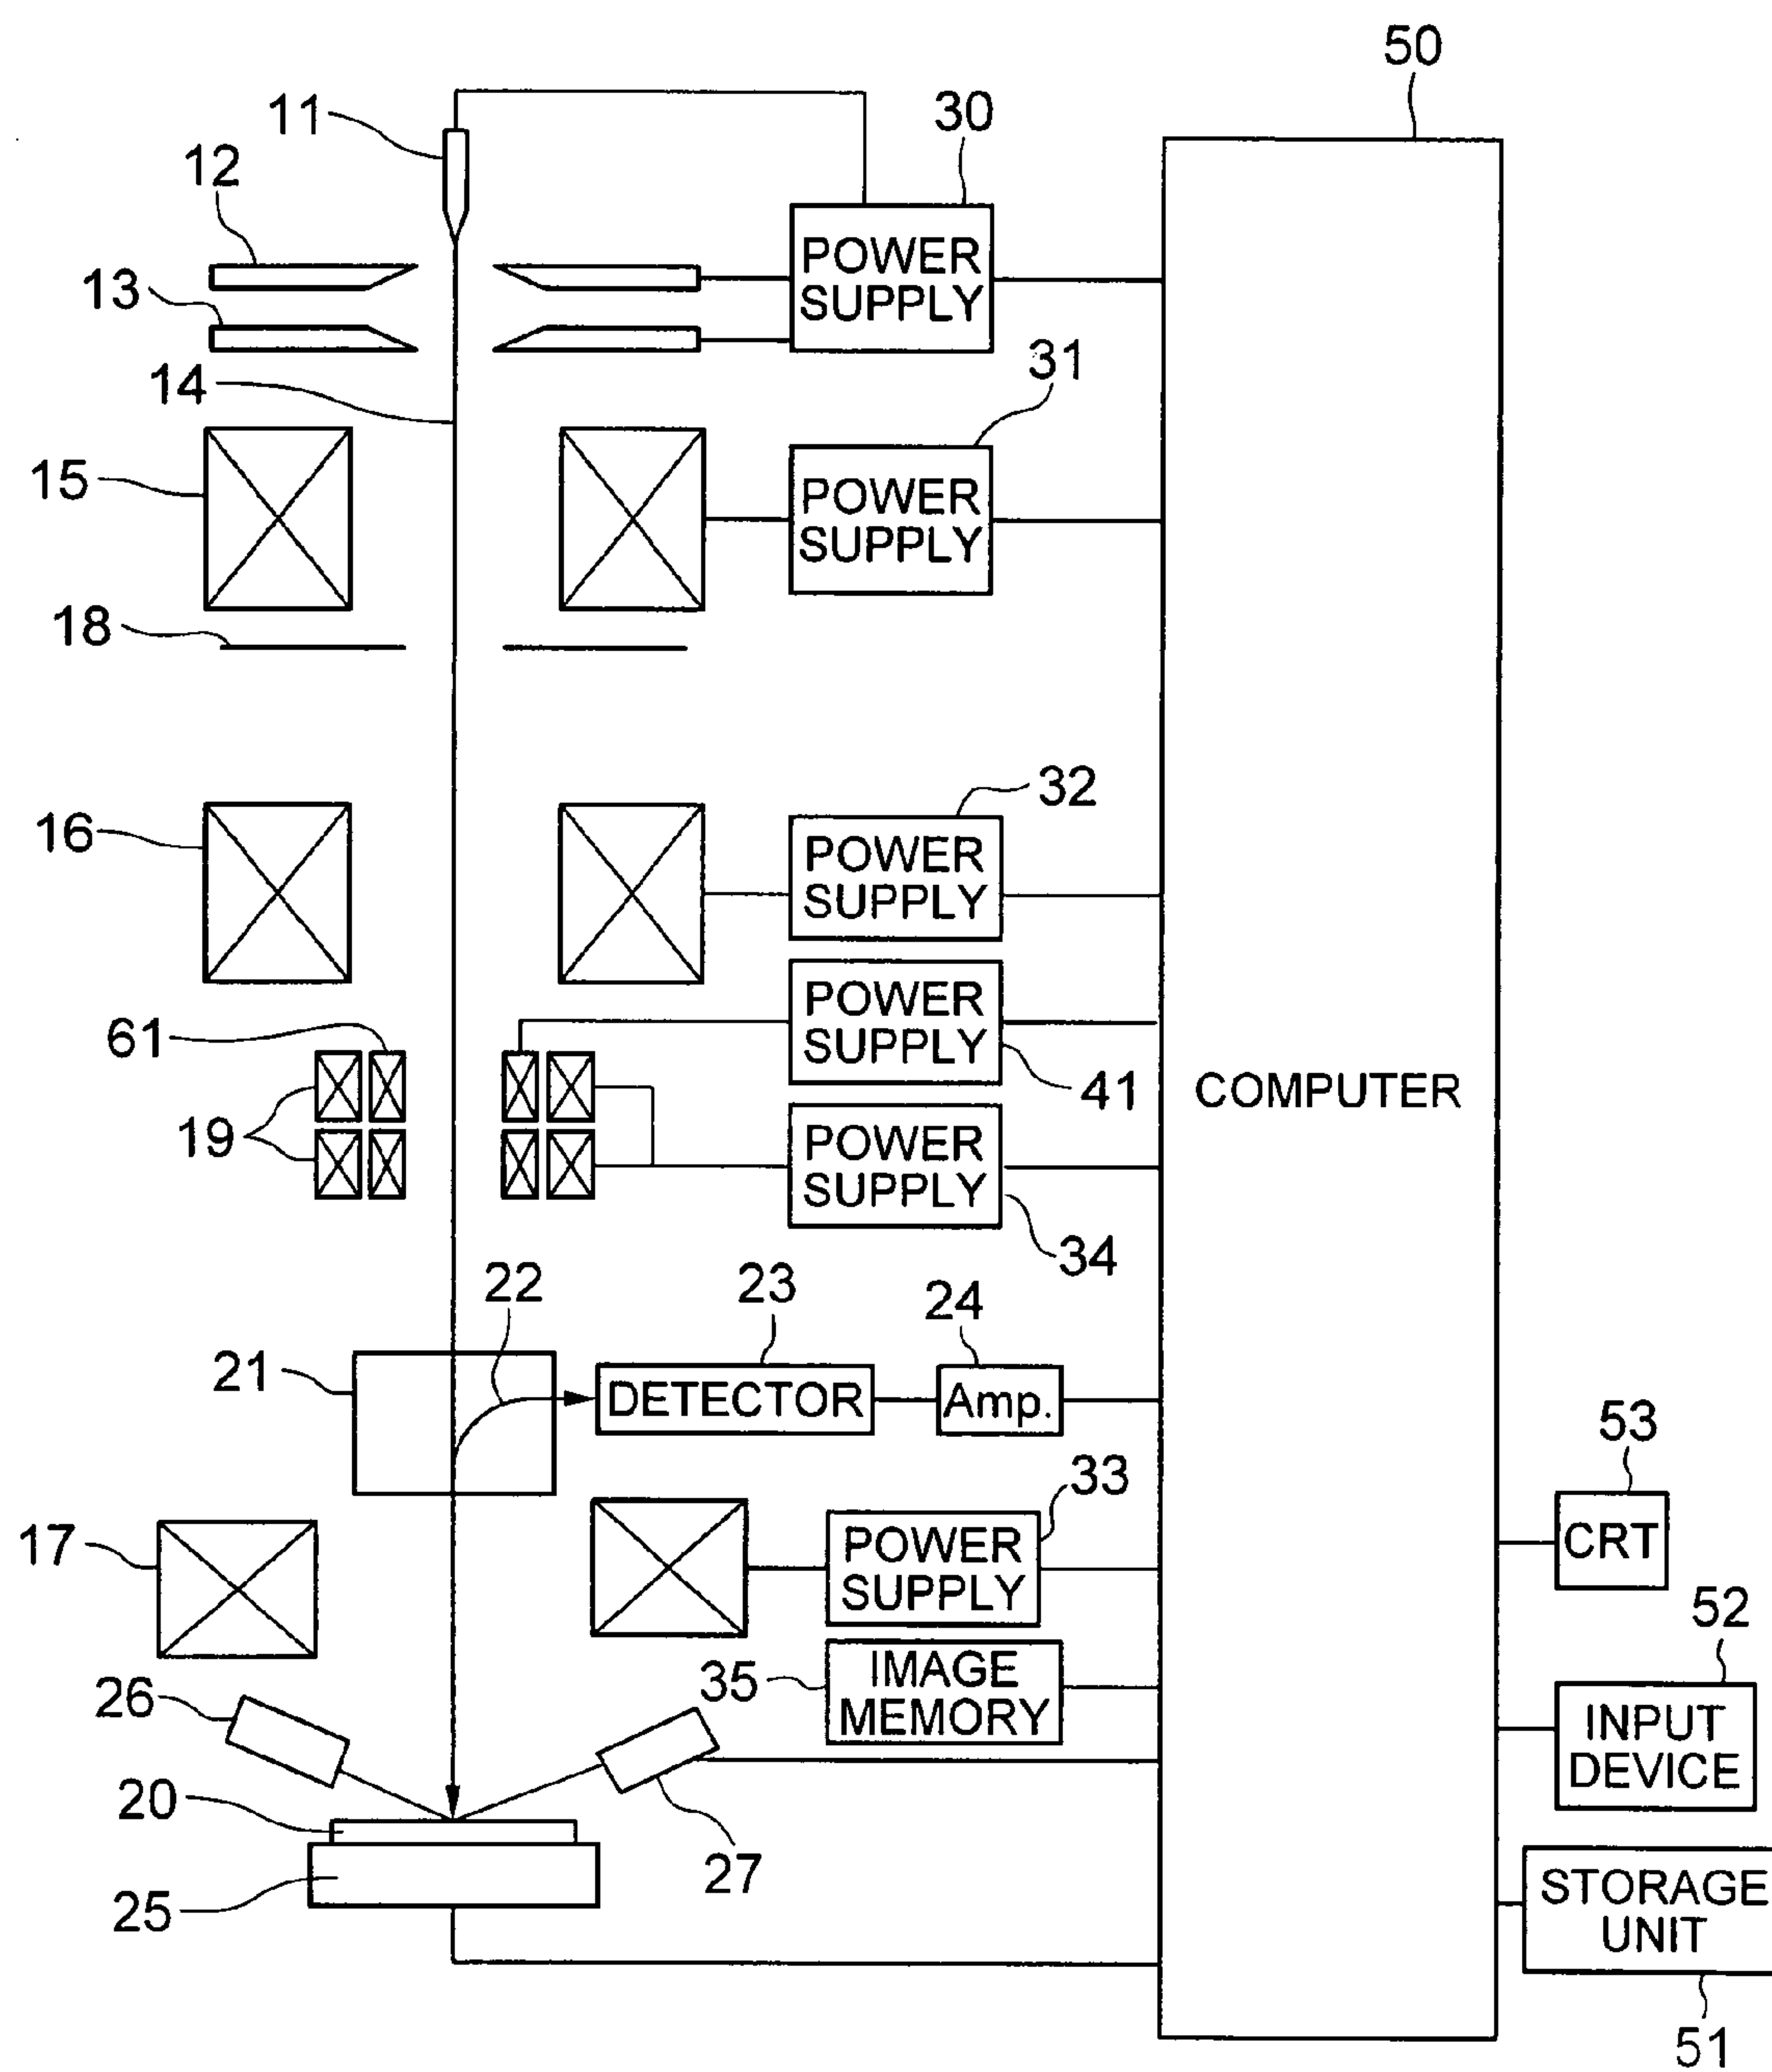 50
11
30
12
POWER
SUPPLY
13
31
14
15
POWER
SUPPLY
18
32
16
POWER
SUPPLY
61
POWER
SUPPLY
41
COMPUTER
19
POWER
SUPPLY
34
22
23
24
21
DETECTOR
Amp.
53
33
CRT
17
POWER
SUPPLY
52
26
35
IMAGE
MEMORY
INPUT
DEVICE
20
27
25
STORAGE
UNIT
51